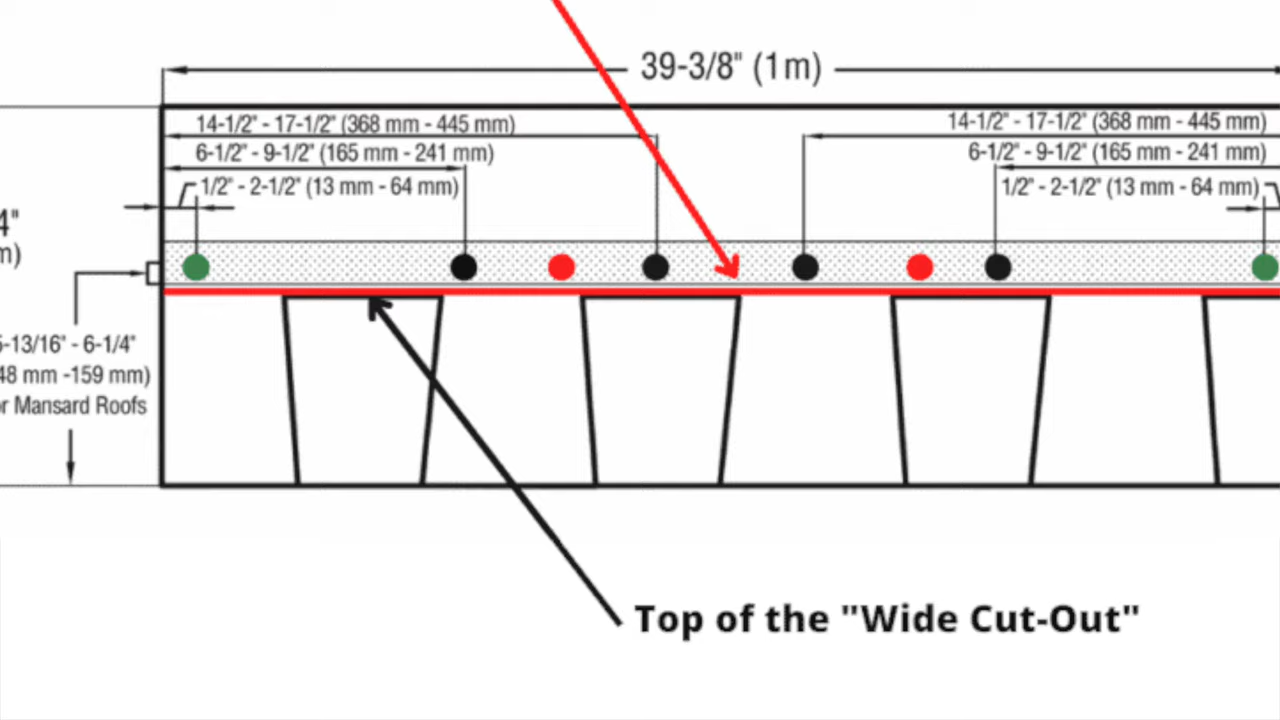 39-3/8" (1m)
14-1/2" - 17-1/2" (368 mm - 445 mm)
14-1/2" - 17-1/2" (368 mm - 445 mm)
6-1/2" - 9-1/2" (165 mm - 241 mm)
6-1/2" - 9-1/2" (165 mm - 241 mm)
1/2" - 2-1/2" (13 mm - 64 mm)
1/2" - 2-1/2" (13 mm - 64 mm)
4"
m)
5-13/16" - 6-1/4"
48 mm -159 mm)
or Mansard Roofs
Top of the "Wide Cut-Out"